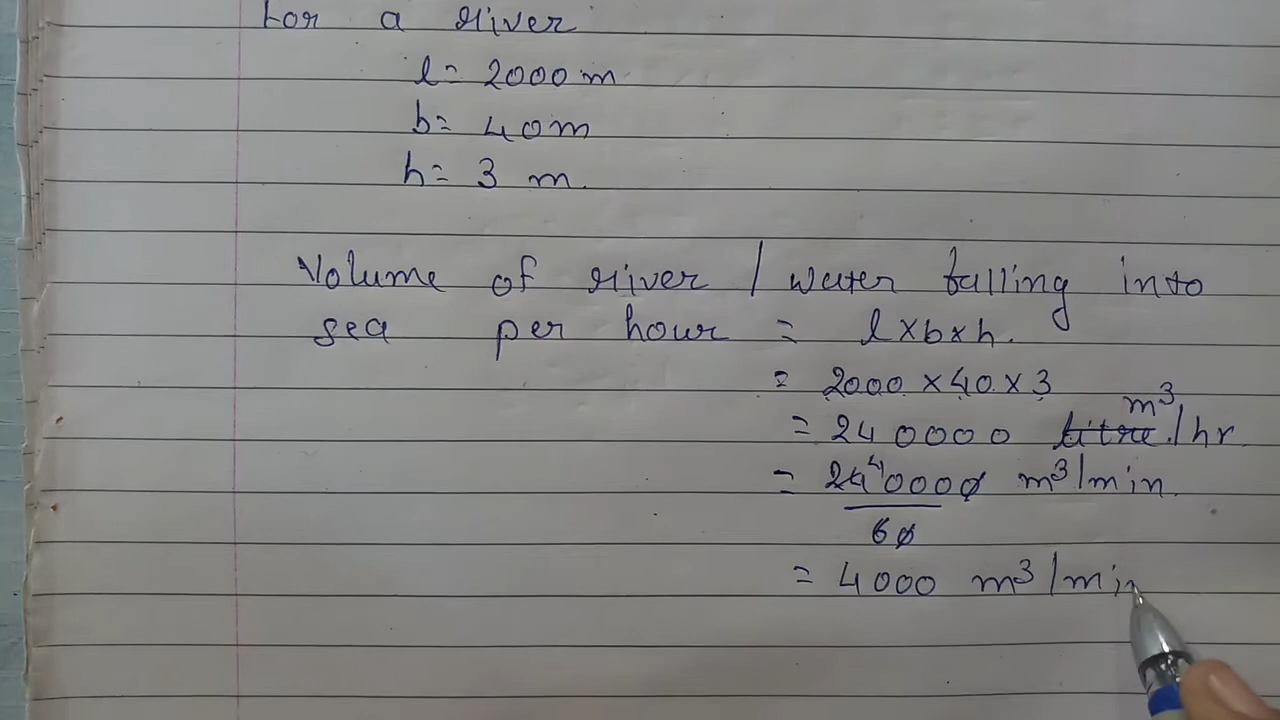 For a river
l= 2000 m
b= 40m
h= 3 m.
Volume of river / water falling into
sea per hour = l×b×h.
= 2000 × 40 × 3
= 240000 litre m³/hr
= 240000 / 60 m³/min.
= 4000 m³/min